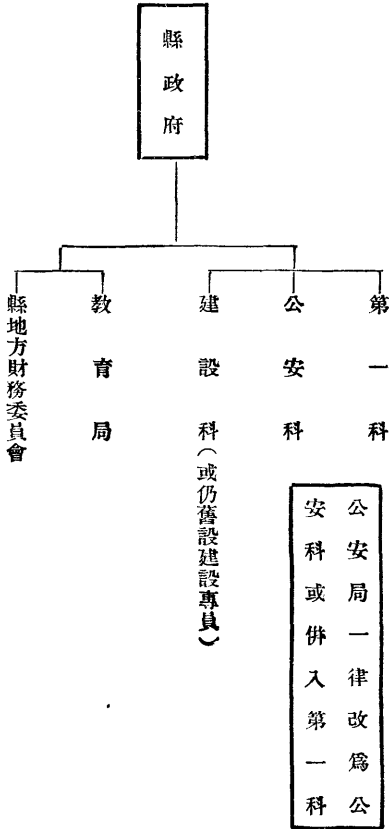 縣政府
第一科
公安科
建設科（或仍舊設建設專員）
教育局
縣地方財務委員會
公安局一律改爲公
安科或併入第一科